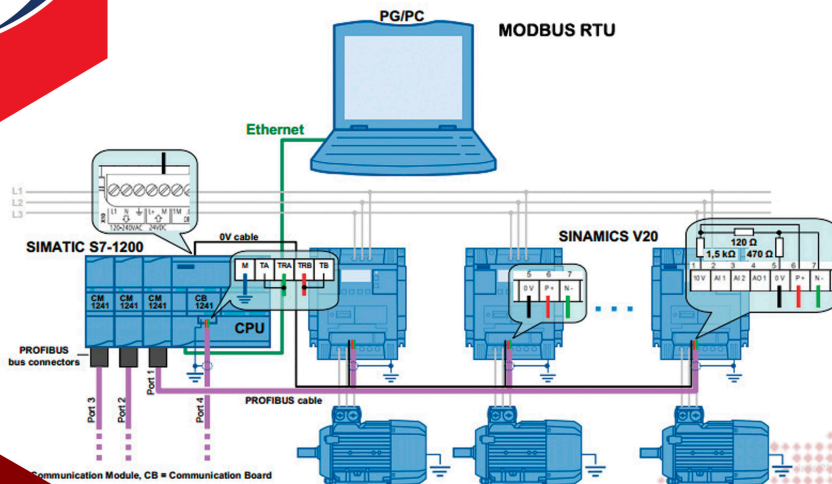 PG/PC
MODBUS RTU
Ethernet
L1
L2
L3
X10
L1 N L+ M 1M
120-240VAC 24VDC
0V cable
SIMATIC S7-1200
SINAMICS V20
M TA TRA TRB TB
120 Ω
1,5 kΩ 470 Ω
1 2 3 4 5 6 7
10 V AI 1 AI 2 AO 1 0 V P + N -
5 6 7
0 V P + N -
CM
1241
CM
1241
CM
1241
CB
1241
CPU
PROFIBUS
bus connectors
Port 3
Port 2
Port 1
Port 4
PROFIBUS cable
Communication Module, CB = Communication Board